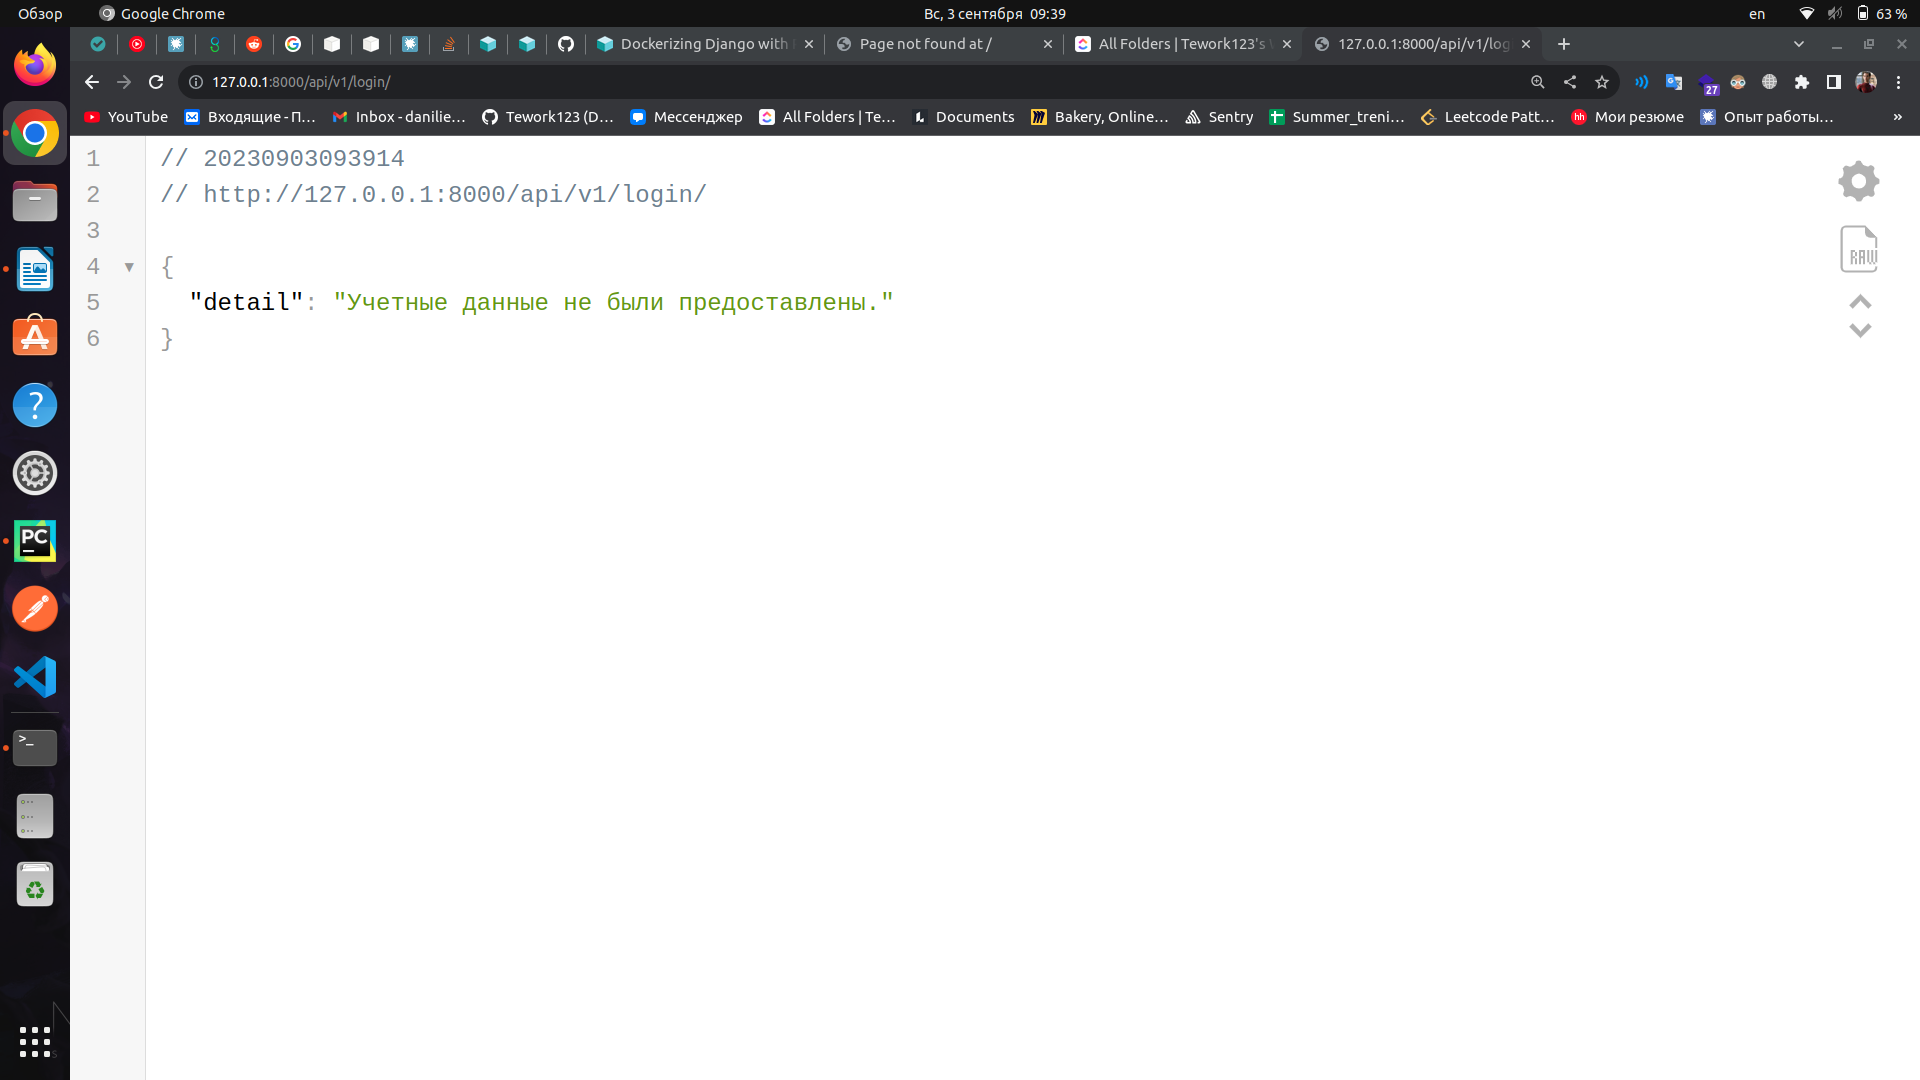 Обзор
Google Chrome
Вс, 3 сентября 09:39
en
63 %
Dockerizing Django with
Page not found at /
All Folders | Tework123's
127.0.0.1:8000/api/v1/log
127.0.0.1:8000/api/v1/login/
27
YouTube
Входящие - П…
Inbox - danilie…
Tework123 (D…
Мессенджер
All Folders | Te…
Documents
Bakery, Online…
Sentry
Summer_treni…
Leetcode Patt…
hh
Мои резюме
Опыт работы…
»
1 // 20230903093914
2 // http://127.0.0.1:8000/api/v1/login/
3
4 {
5 "detail": "Учетные данные не были предоставлены."
6 }
RAW
PC
>_